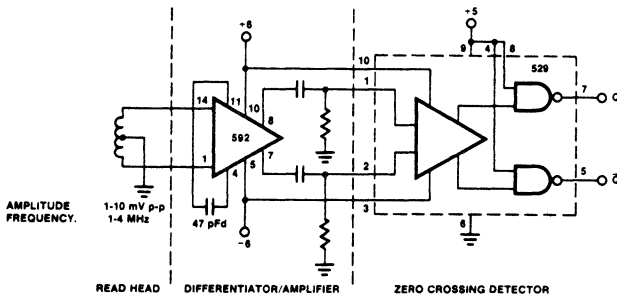 +5
+6
9 4 8
529
10
1
14
11
10
8
592
7
1
4
5
2
3
7 Q
5 Q̄
6
47 pFd
-6
AMPLITUDE 1-10 mV p-p
FREQUENCY. 1-4 MHz
READ HEAD DIFFERENTIATOR/AMPLIFIER ZERO CROSSING DETECTOR